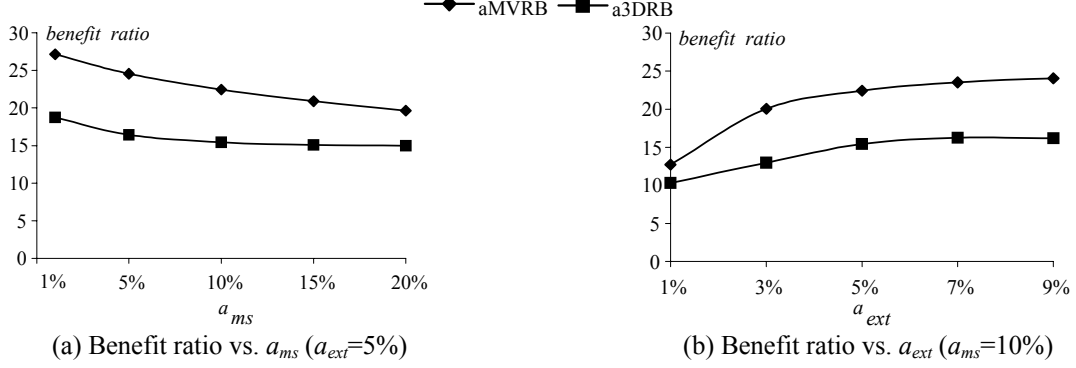 aMVRB a3DRB
benefit ratio
30
25
20
15
10
5
0
1% 5% 10% 15% 20%
a ms
(a) Benefit ratio vs. a_ms (a_ext=5%)
benefit ratio
30
25
20
15
10
5
0
1% 3% 5% 7% 9%
a ext
(b) Benefit ratio vs. a_ext (a_ms=10%)